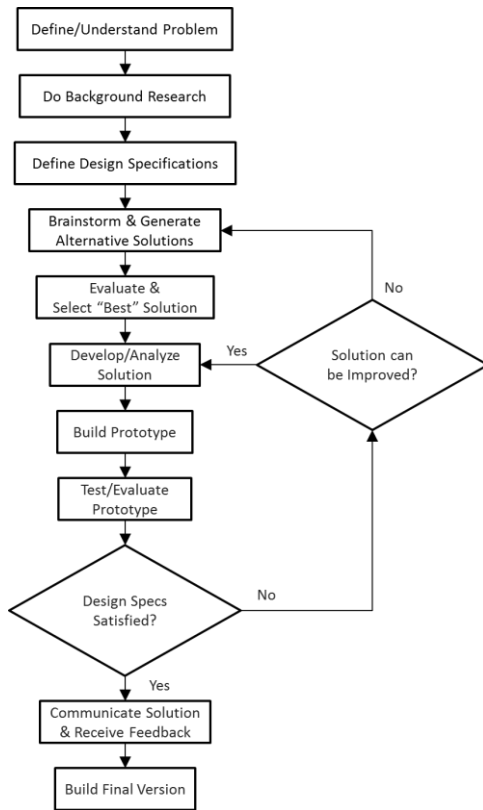 Define/Understand Problem
Do Background Research
Define Design Specifications
Brainstorm & Generate
Alternative Solutions
No
Evaluate &
Select “Best” Solution
Yes
Develop/Analyze
Solution
Solution can
be Improved?
Build Prototype
Test/Evaluate
Prototype
Design Specs
Satisfied?
No
Yes
Communicate Solution
& Receive Feedback
Build Final Version